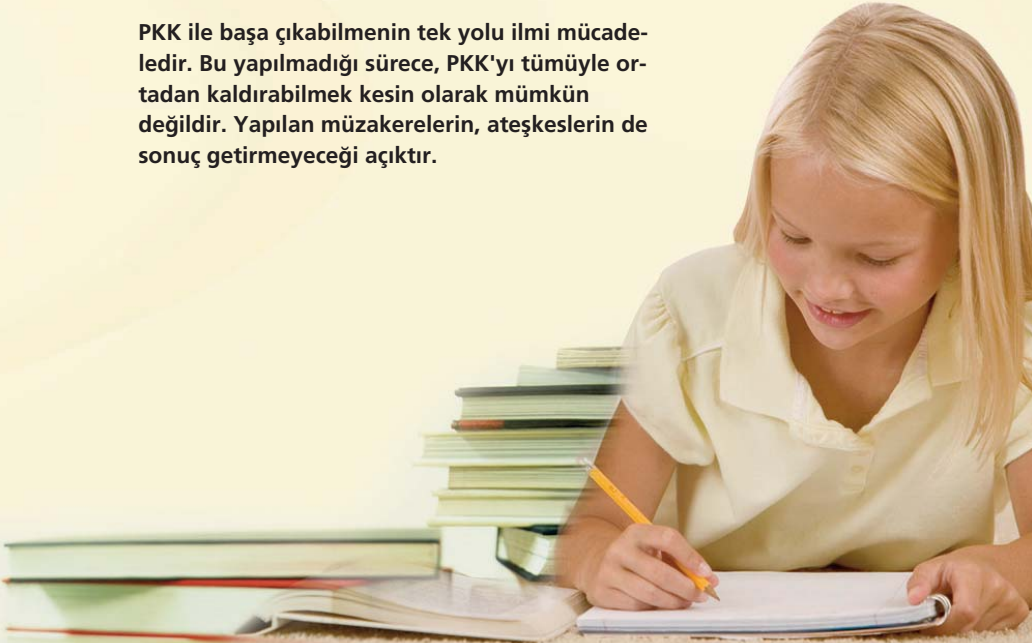 PKK ile başa çıkabilmenin tek yolu ilmi mücade-
ledir. Bu yapılmadığı sürece, PKK'yı tümüyle or-
tadan kaldırabilmek kesin olarak mümkün
değildir. Yapılan müzakerelerin, ateşkeslerin de
sonuç getirmeyeceği açıktır.